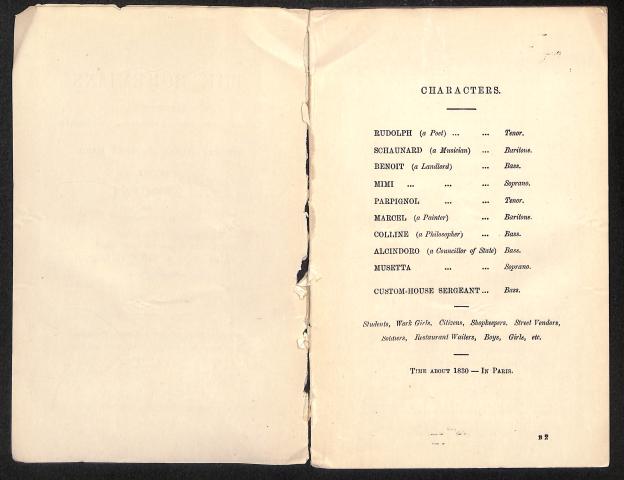 CHARACTERS.
RUDOLPH (a Poet) ... ... Tenor.
SCHAUNARD (a Musician) ... Baritone.
BENOIT (a Landlord) ... Bass.
MIMI ... ... ... Soprano.
PARPIGNOL ... ... Tenor.
MARCEL (a Painter) ... Baritone.
COLLINE (a Philosopher) ... Bass.
ALCINDORO (a Councillor of State) Bass.
MUSETTA ... ... Soprano.
CUSTOM-HOUSE SERGEANT ... Bass.
Students, Work Girls, Citizens, Shopkeepers, Street Vendors,
Soldiers, Restaurant Waiters, Boys, Girls, etc.
TIME ABOUT 1830 — IN PARIS.
B 2